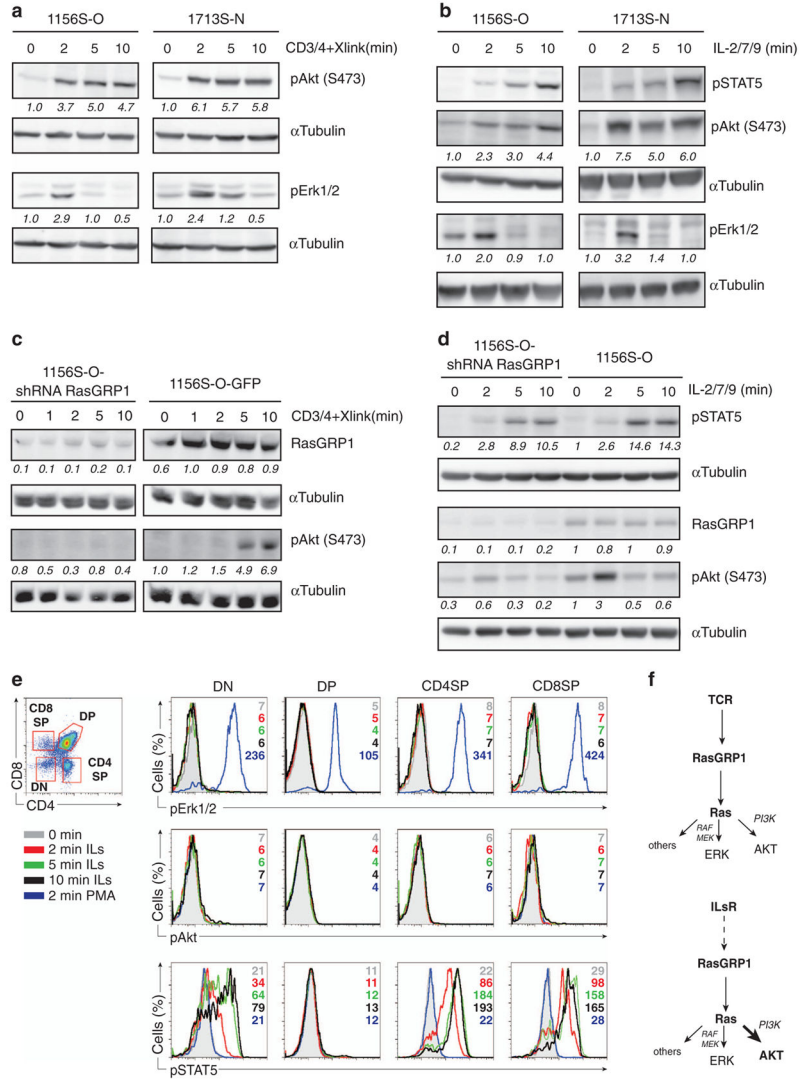 a
1156S-O 1713S-N
0 2 5 10 0 2 5 10 CD3/4+Xlink(min)
pAkt (S473)
1.0 3.7 5.0 4.7 1.0 6.1 5.7 5.8
αTubulin
pErk1/2
1.0 2.9 1.0 0.5 1.0 2.4 1.2 0.5
αTubulin
b
1156S-O 1713S-N
0 2 5 10 0 2 5 10 IL-2/7/9 (min)
pSTAT5
pAkt (S473)
1.0 2.3 3.0 4.4 1.0 7.5 5.0 6.0
αTubulin
pErk1/2
1.0 2.0 0.9 1.0 1.0 3.2 1.4 1.0
αTubulin
c
1156S-O-
shRNA RasGRP1 1156S-O-GFP
0 1 2 5 10 0 1 2 5 10 CD3/4+Xlink(min)
RasGRP1
0.1 0.1 0.1 0.2 0.1 0.6 1.0 0.9 0.8 0.9
αTubulin
pAkt (S473)
0.8 0.5 0.3 0.8 0.4 1.0 1.2 1.5 4.9 6.9
αTubulin
d
1156S-O-
shRNA RasGRP1 1156S-O
0 2 5 10 0 2 5 10 IL-2/7/9 (min)
pSTAT5
0.2 2.8 8.9 10.5 1 2.6 14.6 14.3
αTubulin
RasGRP1
0.1 0.1 0.1 0.2 1 0.8 1 0.9
pAkt (S473)
0.3 0.6 0.3 0.2 1 3 0.5 0.6
αTubulin
e
CD8
SP
DP
CD4
SP
DN
CD8
CD4
0 min
2 min ILs
5 min ILs
10 min ILs
2 min PMA
DN DP CD4SP CD8SP
Cells (%)
7 5 8 6
6 5 7 7
6 4 7 7
6 4 7 6
236 105 341 424
pErk1/2
Cells (%)
7 4 6 7
6 4 6 6
6 4 6 6
7 4 7 7
7 4 6 7
pAkt
Cells (%)
21 11 22 29
34 11 86 98
64 12 184 158
79 13 193 165
21 12 22 28
pSTAT5
f
TCR
RasGRP1
Ras
RAF
MEK
PI3K
others
ERK
AKT
ILsR
RasGRP1
Ras
RAF
MEK
PI3K
others
ERK
AKT